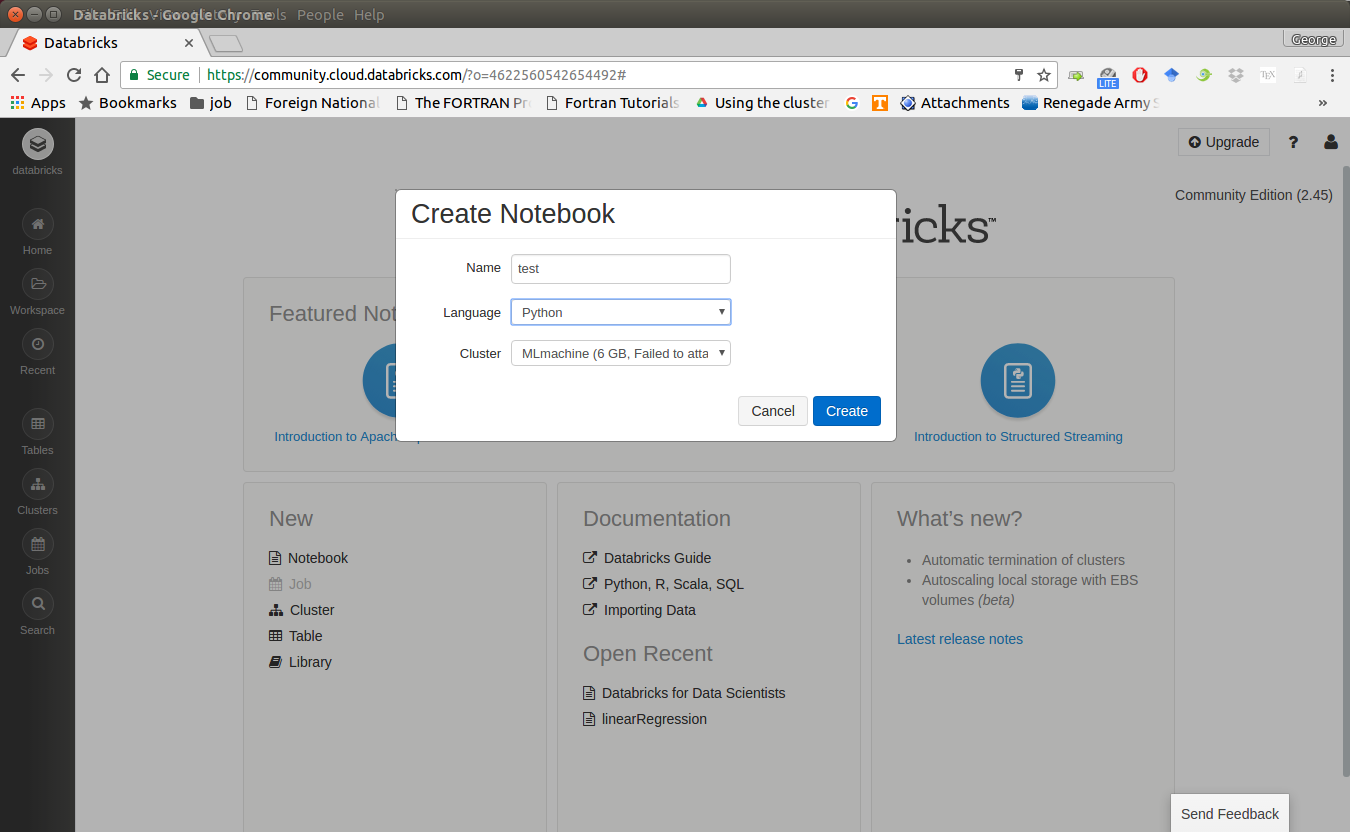 Databricks - Google Chrome
People Help
Databricks
George
Secure https://community.cloud.databricks.com/?o=4622560542654492#
LITE
Apps Bookmarks job Foreign National The FORTRAN Pr Fortran Tutorials Using the cluster Attachments Renegade Army S »
databricks
Upgrade ?
Community Edition (2.45)
ricks™
Home
Workspace
Recent
Tables
Clusters
Jobs
Search
Create Notebook
Name test
Language Python
Cluster MLmachine (6 GB, Failed to atta
Cancel Create
Featured Not
Introduction to Apach
Introduction to Structured Streaming
New
Notebook
Job
Cluster
Table
Library
Documentation
Databricks Guide
Python, R, Scala, SQL
Importing Data
Open Recent
Databricks for Data Scientists
linearRegression
What's new?
Automatic termination of clusters
Autoscaling local storage with EBS
volumes (beta)
Latest release notes
Send Feedback